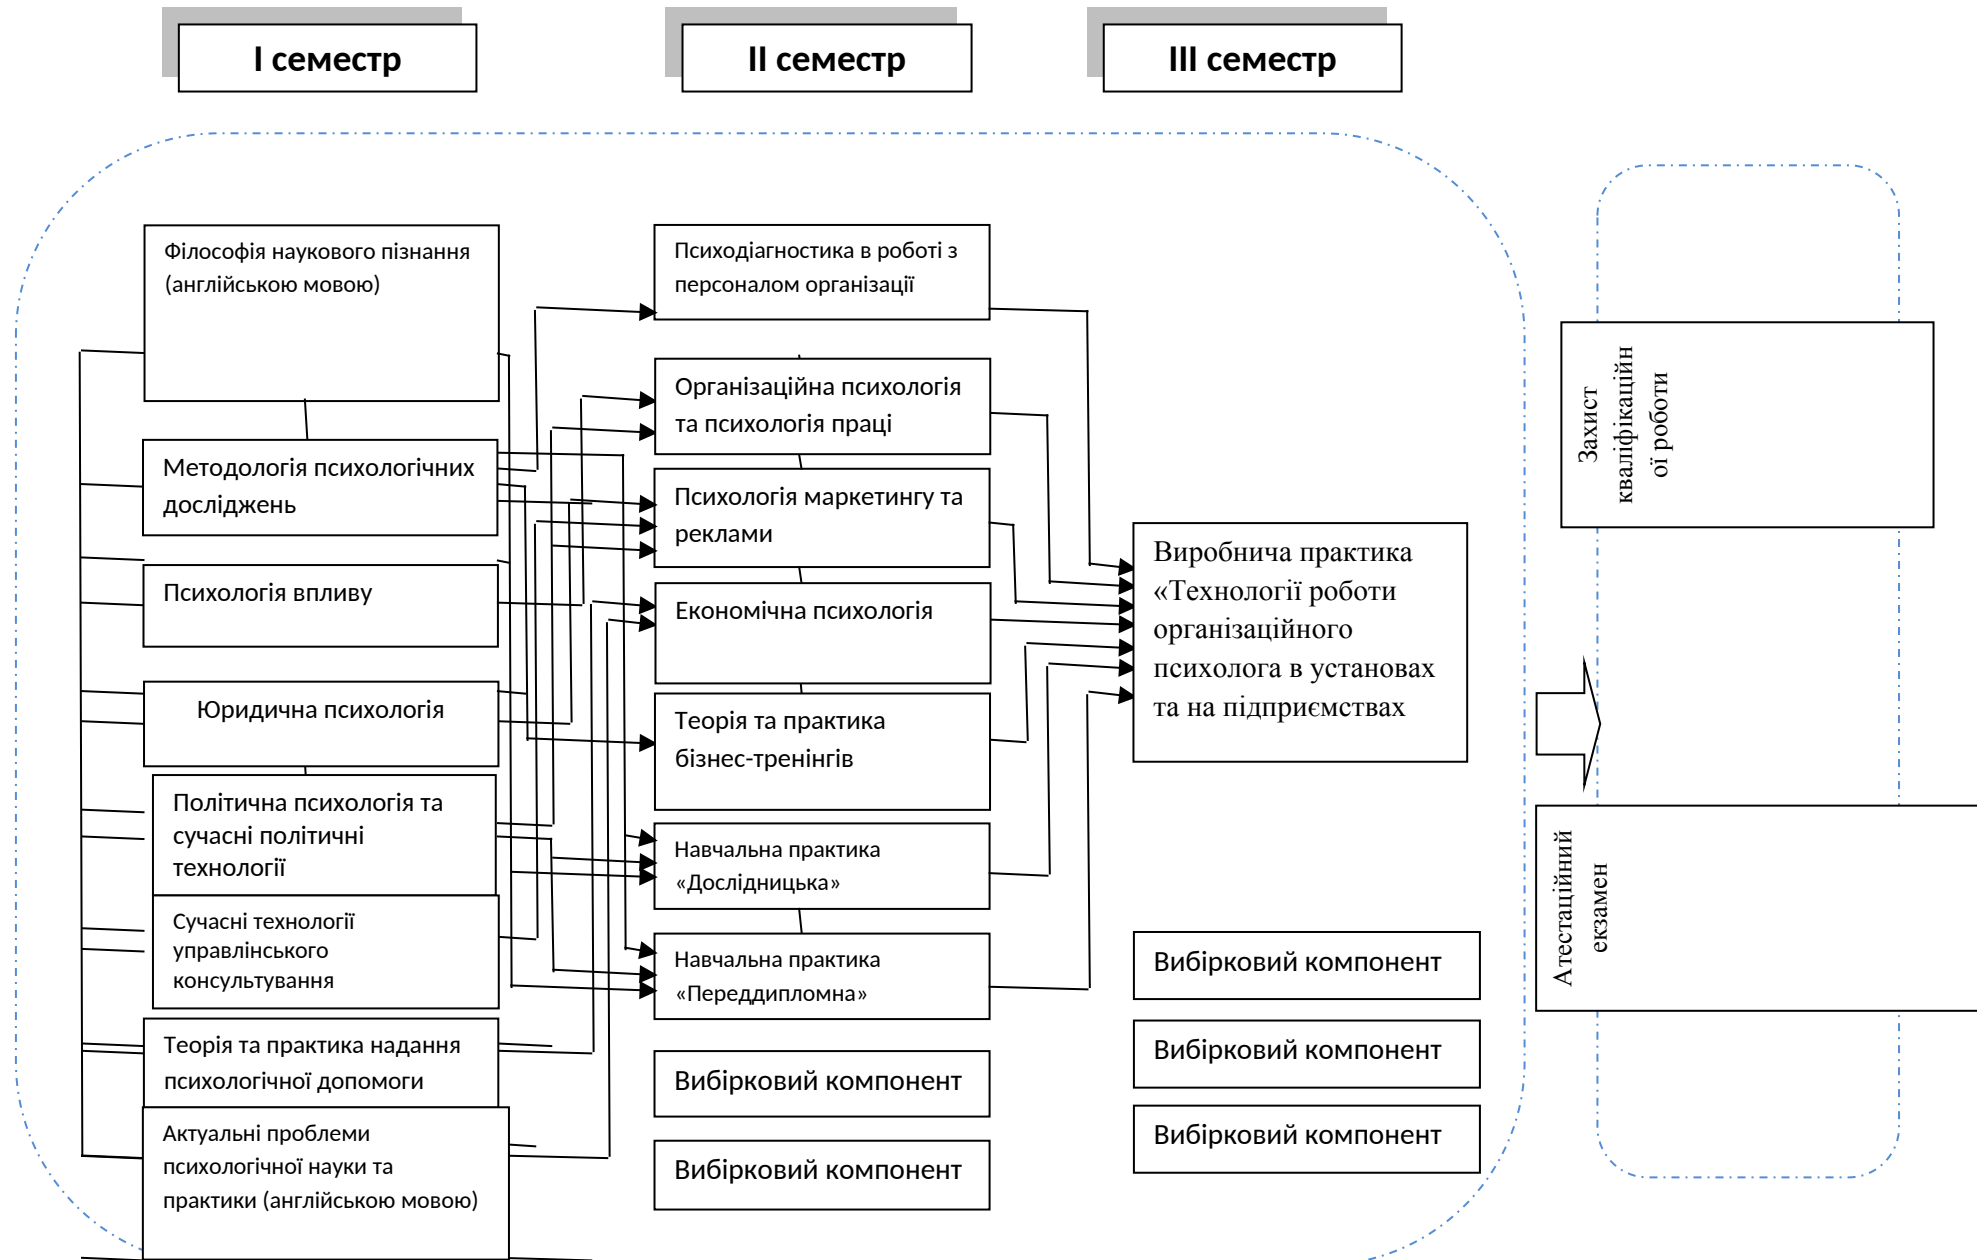 І семестр
ІІ семестр
ІІІ семестр
Філософія наукового пізнання
(англійською мовою)
Методологія психологічних
досліджень
Психологія впливу
Юридична психологія
Політична психологія та
сучасні політичні
технології
Сучасні технології
управлінського
консультування
Теорія та практика надання
психологічної допомоги
Актуальні проблеми
психологічної науки та
практики (англійською мовою)
Психодіагностика в роботі з
персоналом організації
Організаційна психологія
та психологія праці
Психологія маркетингу та
реклами
Економічна психологія
Теорія та практика
бізнес-тренінгів
Навчальна практика
«Дослідницька»
Навчальна практика
«Переддипломна»
Вибірковий компонент
Вибірковий компонент
Виробнича практика
«Технології роботи
організаційного
психолога в установах
та на підприємствах
Вибірковий компонент
Вибірковий компонент
Вибірковий компонент
Захист
кваліфікаційн
ої роботи
Атестаційний
екзамен